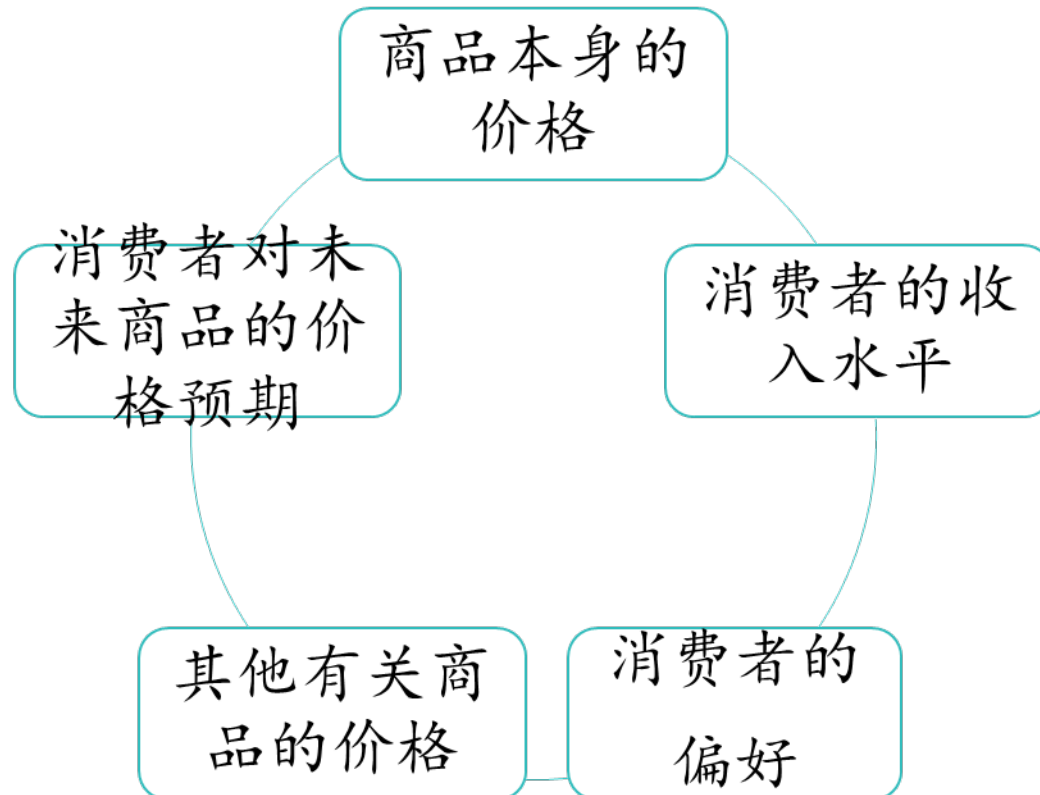 商品本身的
价格
消费者的收
入水平
消费者的
偏好
其他有关商
品的价格
消费者对未
来商品的价
格预期